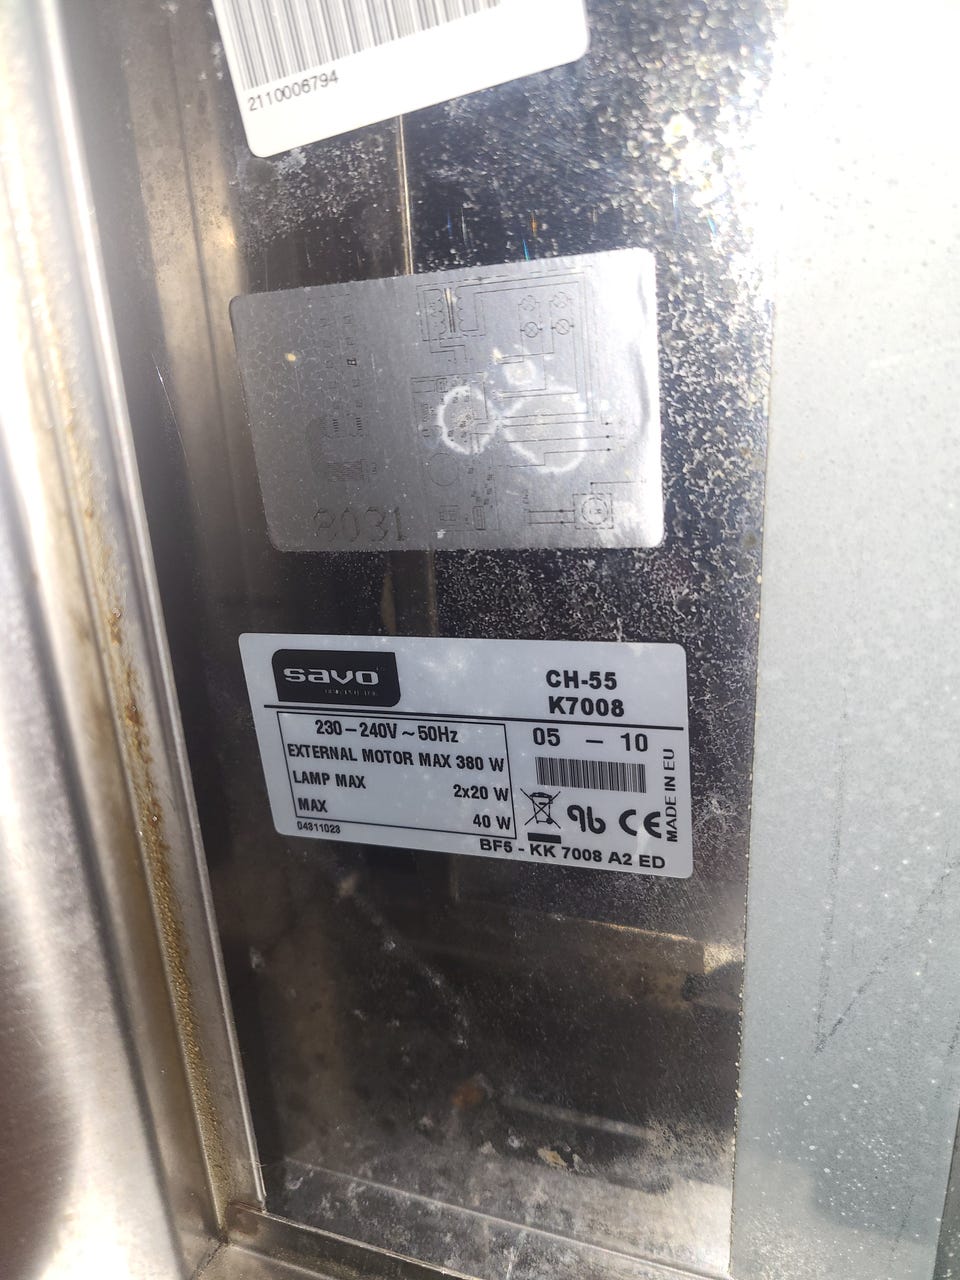 2110006794
8031
savo
CH-55
K7008
230-240V ~ 50Hz
EXTERNAL MOTOR MAX 380 W
LAMP MAX 2x20 W
MAX 40 W
04311023
05 - 10
MADE IN EU
CE
BF5 - KK 7008 A2 ED